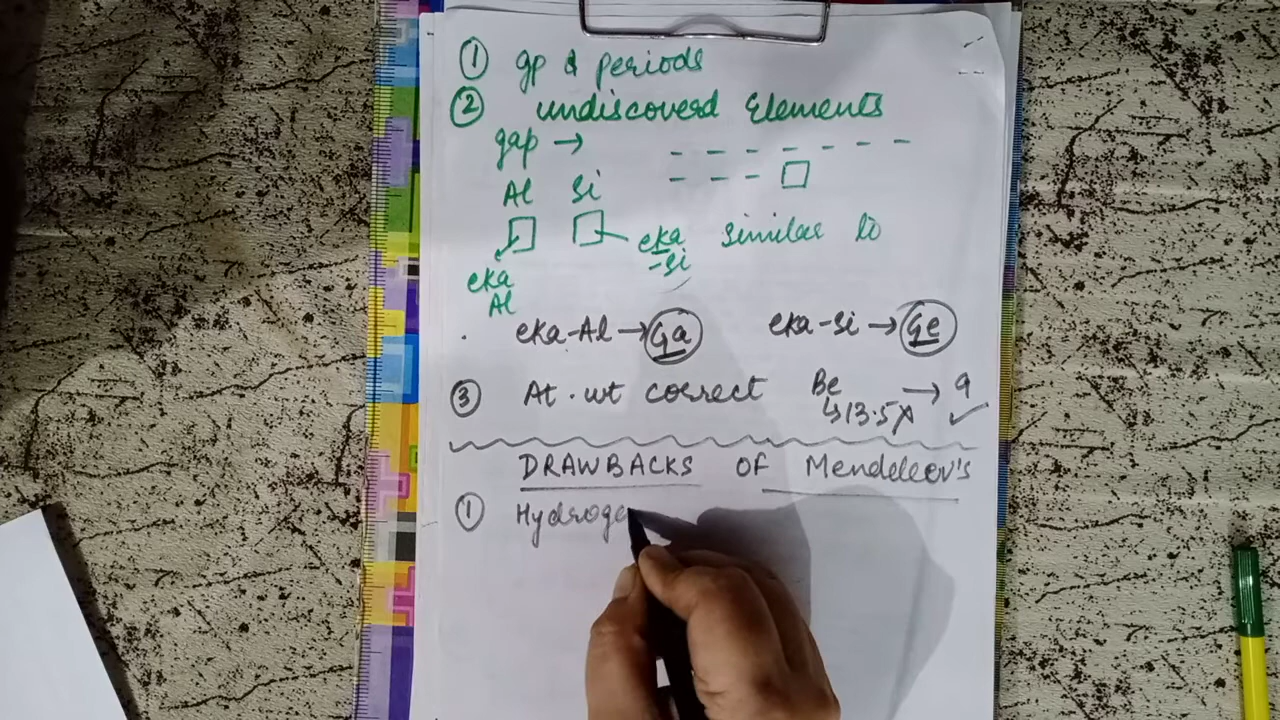 ① gp & periods
② undiscoverd Elements
gap →
Al Si
eka Al
eka -Si similar to
eka-Al → Ga eka-Si → Ge
③ At. wt correct Be ↳13.5 X → 9 ✓
DRAWBACKS OF Mendeleev's
① Hydroge